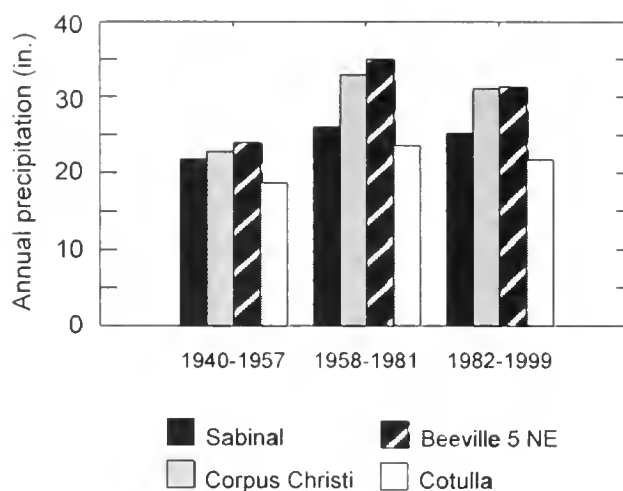 Annual precipitation (in.)
40
30
20
10
0
1940-1957
1958-1981
1982-1999
Sabinal
Beeville 5 NE
Corpus Christi
Cotulla